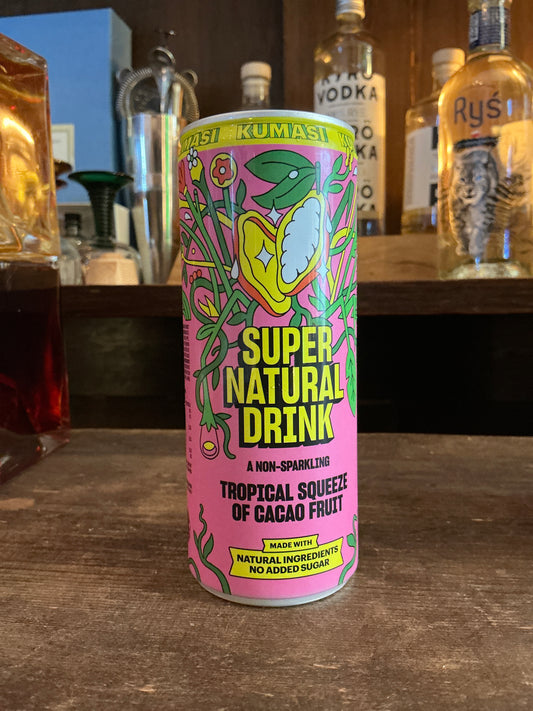 KUMASI
SUPER
NATURAL
DRINK
A NON-SPARKLING
TROPICAL SQUEEZE
OF CACAO FRUIT
MADE WITH
NATURAL INGREDIENTS
NO ADDED SUGAR
KYRÖ
VODKA
Ryś